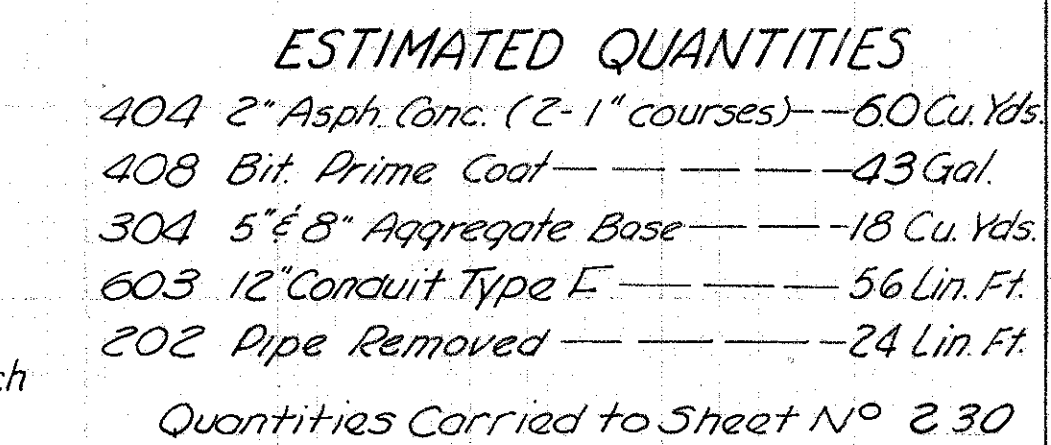 ESTIMATED QUANTITIES
404 2" Asph. Conc. (2-1" courses)--6.0 Cu. Yds.
408 Bit. Prime Coat-----43 Gal.
304 5"& 8" Aggregate Base----18 Cu. Yds.
603 12" Conduit Type F---56 Lin. Ft.
202 Pipe Removed-----24 Lin. Ft.
ch
Quantities Carried to Sheet Nº 230